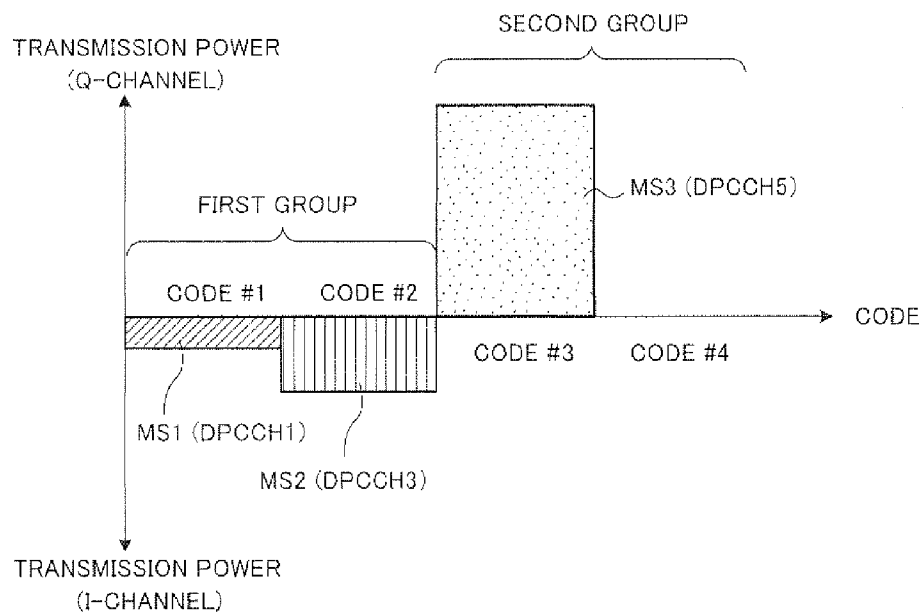 SECOND GROUP
TRANSMISSION POWER
(Q-CHANNEL)
MS3 (DPCCH5)
FIRST GROUP
CODE #1
CODE #2
CODE
CODE #3
CODE #4
MS1 (DPCCH1)
MS2 (DPCCH3)
TRANSMISSION POWER
(I-CHANNEL)